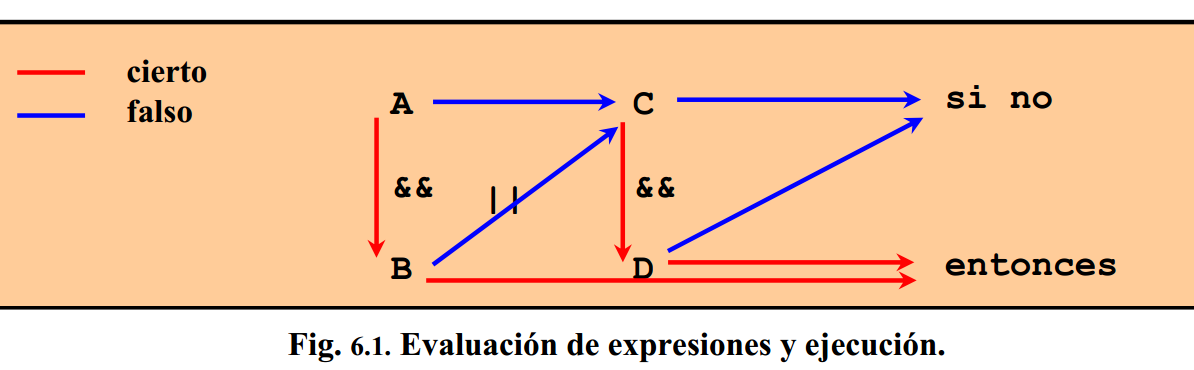 cierto
falso
A C si no
&& || &&
B D entonces
Fig. 6.1. Evaluación de expresiones y ejecución.